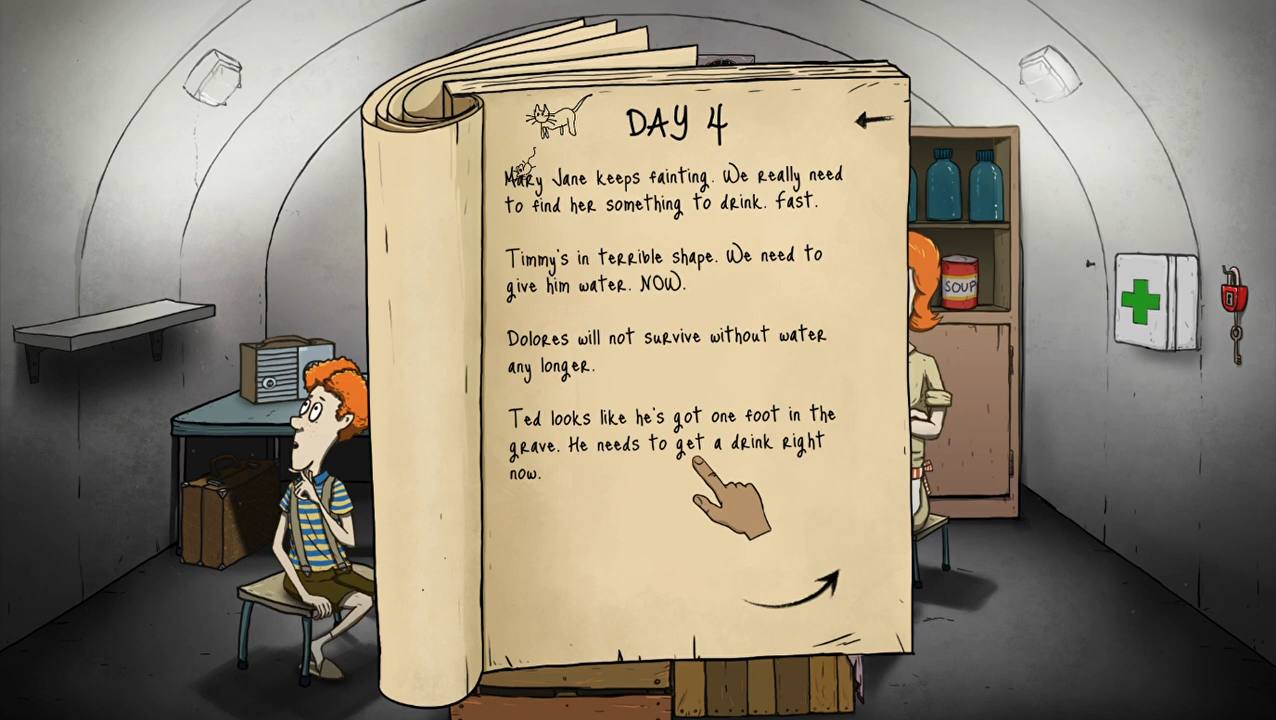 DAY 4
Mary Jane keeps fainting. We really need
to find her something to drink. Fast.
Timmy's in terrible shape. We need to
give him water. NOW.
Dolores will not survive without water
any longer.
Ted looks like he's got one foot in the
grave. He needs to get a drink right
now.
SOUP